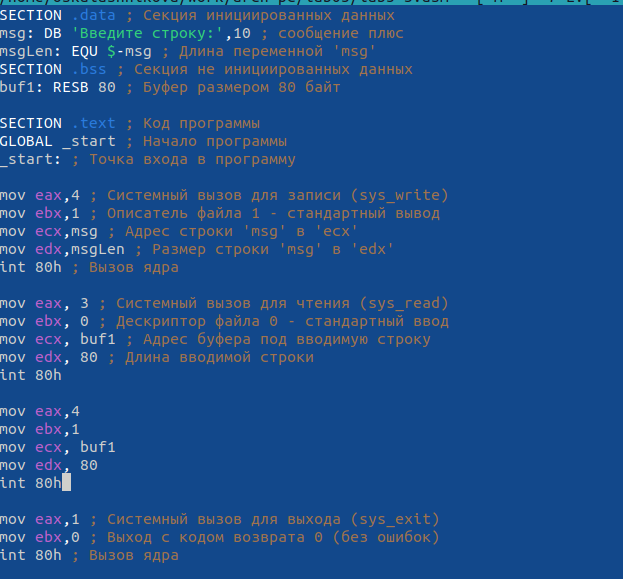 SECTION .data ; Секция инициированных данных
msg: DB 'Введите строку:',10 ; сообщение плюс
msgLen: EQU $-msg ; Длина переменной 'msg'
SECTION .bss ; Секция не инициированных данных
buf1: RESB 80 ; Буфер размером 80 байт
SECTION .text ; Код программы
GLOBAL _start ; Начало программы
_start: ; Точка входа в программу
mov eax,4 ; Системный вызов для записи (sys_write)
mov ebx,1 ; Описатель файла 1 - стандартный вывод
mov ecx,msg ; Адрес строки 'msg' в 'ecx'
mov edx,msgLen ; Размер строки 'msg' в 'edx'
int 80h ; Вызов ядра
mov eax, 3 ; Системный вызов для чтения (sys_read)
mov ebx, 0 ; Дескриптор файла 0 - стандартный ввод
mov ecx, buf1 ; Адрес буфера под вводимую строку
mov edx, 80 ; Длина вводимой строки
int 80h
mov eax,4
mov ebx,1
mov ecx, buf1
mov edx, 80
int 80h
mov eax,1 ; Системный вызов для выхода (sys_exit)
mov ebx,0 ; Выход с кодом возврата 0 (без ошибок)
int 80h ; Вызов ядра